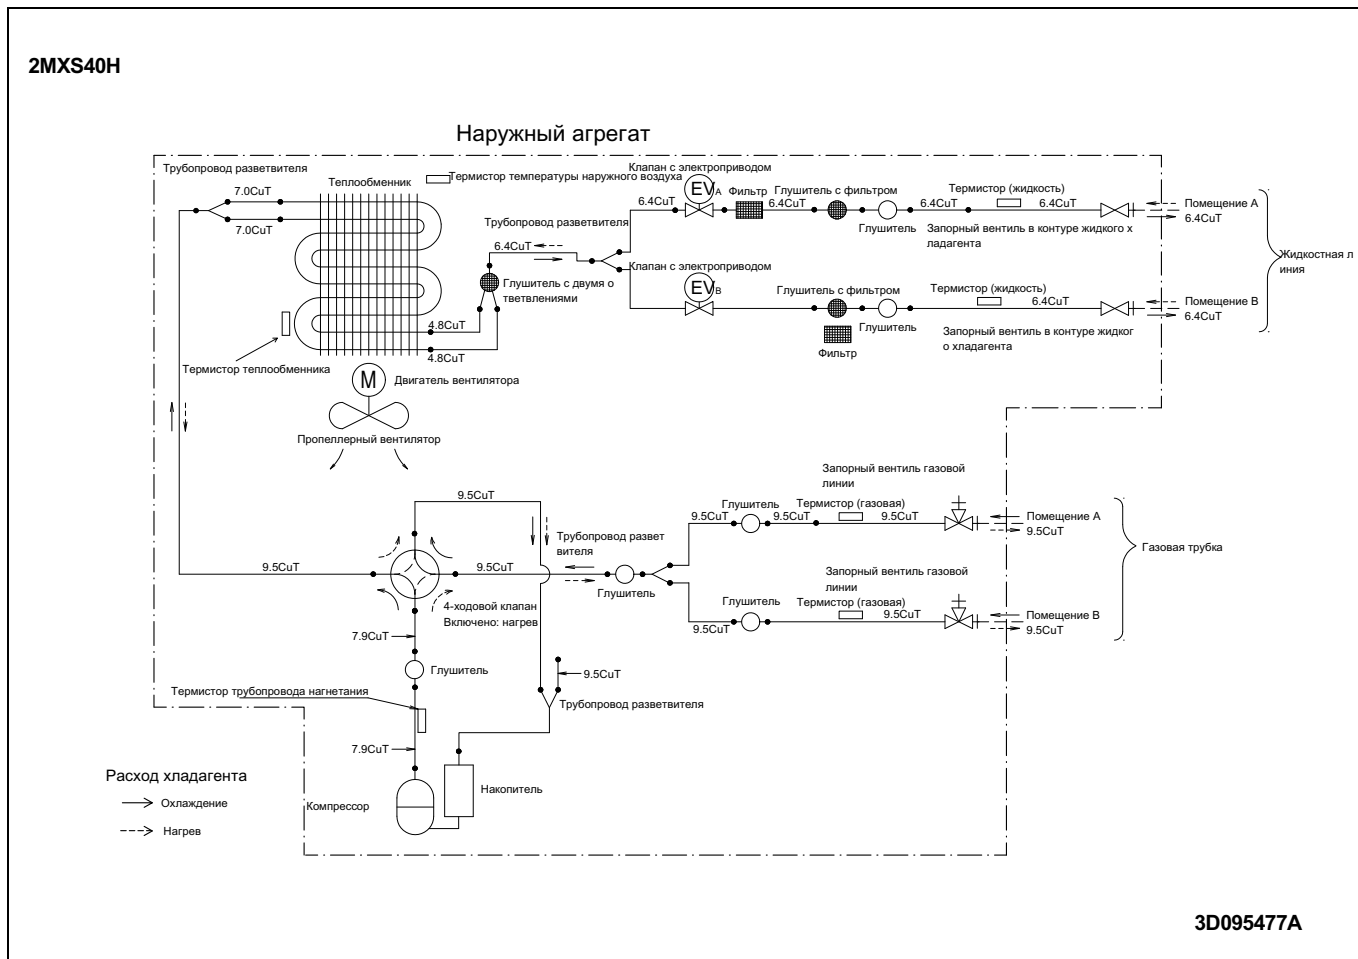 2MXS40H
Наружный агрегат
Трубопровод разветвителя
7.0CuT
7.0CuT
Теплообменник
Термистор температуры наружного воздуха
Клапан с электроприводом
EVA
6.4CuT
Фильтр
6.4CuT
Глушитель с фильтром
Глушитель
6.4CuT
Термистор (жидкость)
6.4CuT
Запорный вентиль в контуре жидкого х
ладагента
Помещение A
6.4CuT
Трубопровод разветвителя
6.4CuT
Глушитель с двумя о
тветвлениями
Клапан с электроприводом
EVB
Глушитель с фильтром
Фильтр
Глушитель
Термистор (жидкость)
6.4CuT
Запорный вентиль в контуре жидког
о хладагента
Помещение B
6.4CuT
Жидкостная л
иния
4.8CuT
4.8CuT
Термистор теплообменника
M
Двигатель вентилятора
Пропеллерный вентилятор
9.5CuT
9.5CuT
9.5CuT
4-ходовой клапан
Включено: нагрев
Трубопровод развет
вителя
Глушитель
9.5CuT
Глушитель
9.5CuT
Термистор (газовая)
9.5CuT
Запорный вентиль газовой
линии
Помещение A
9.5CuT
9.5CuT
Глушитель
Термистор (газовая)
9.5CuT
Запорный вентиль газовой
линии
Помещение B
9.5CuT
Газовая трубка
7.9CuT
Глушитель
Термистор трубопровода нагнетания
7.9CuT
9.5CuT
Трубопровод разветвителя
Компрессор
Накопитель
Расход хладагента
Охлаждение
Нагрев
3D095477A